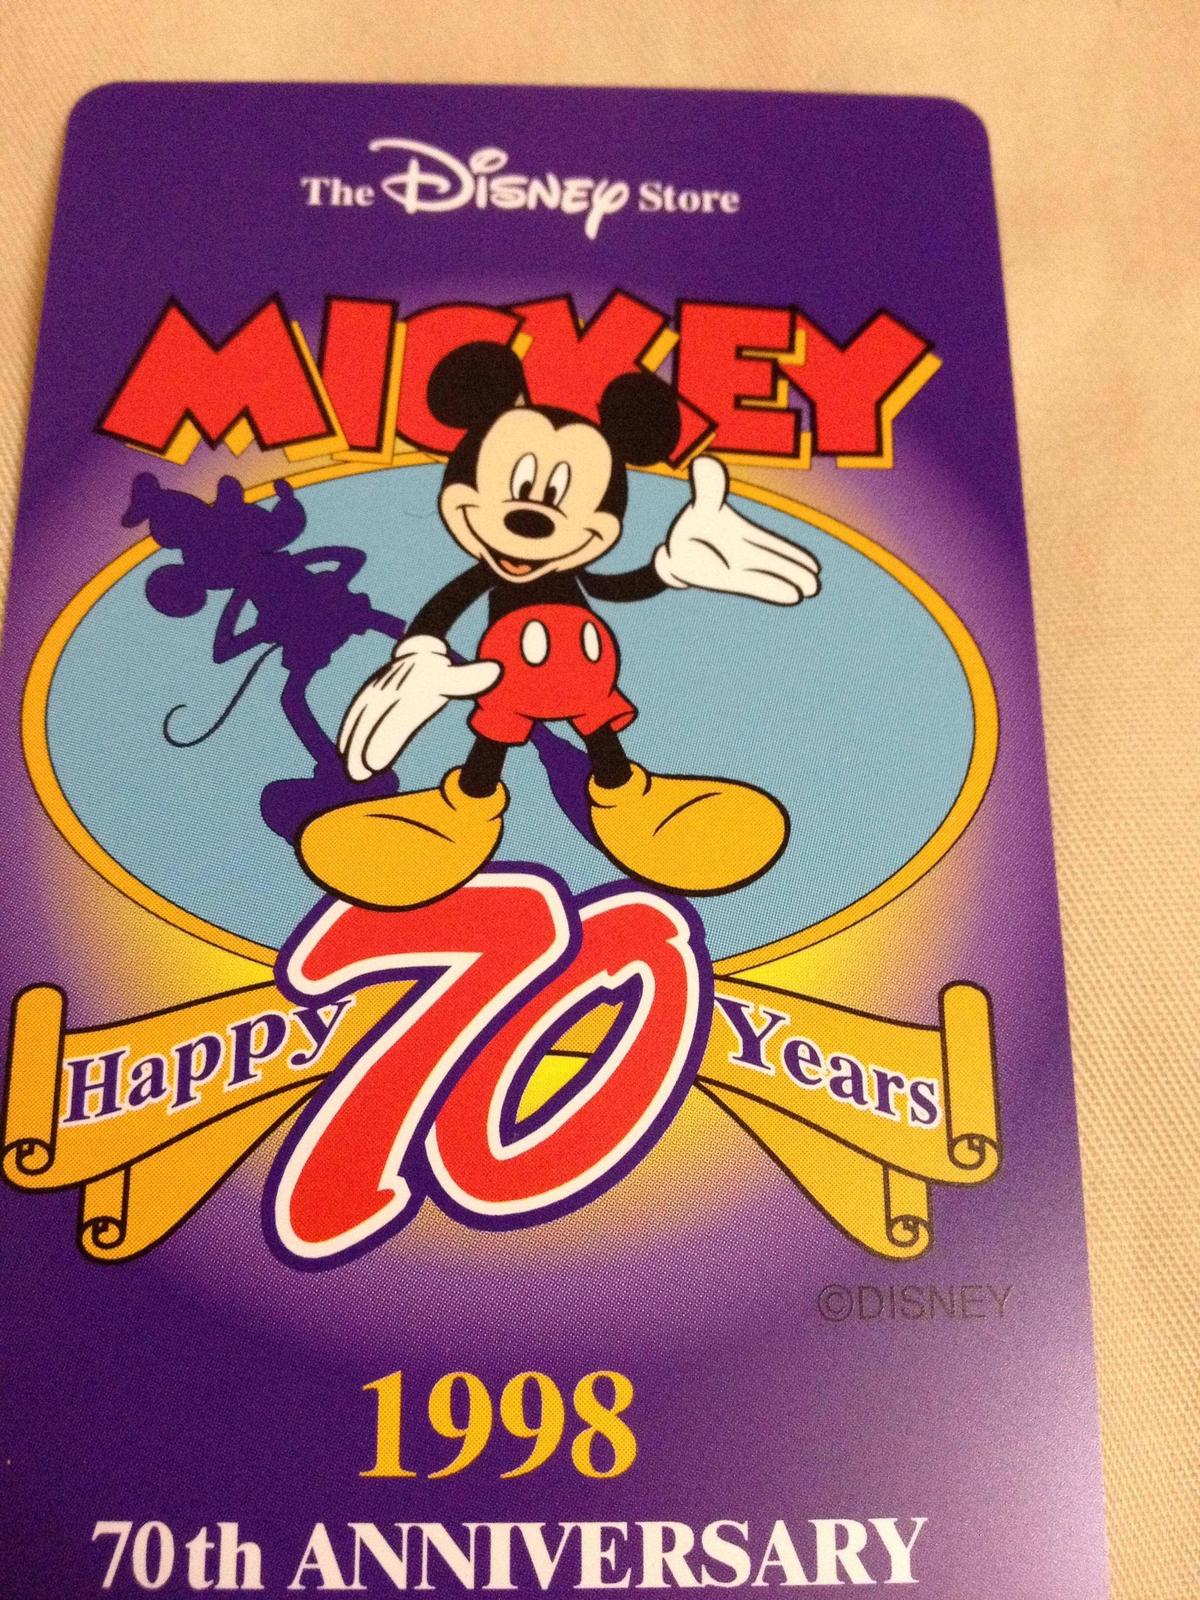 The Disney Store
MICKEY
Happy 70 Years
©DISNEY
1998
70th ANNIVERSARY